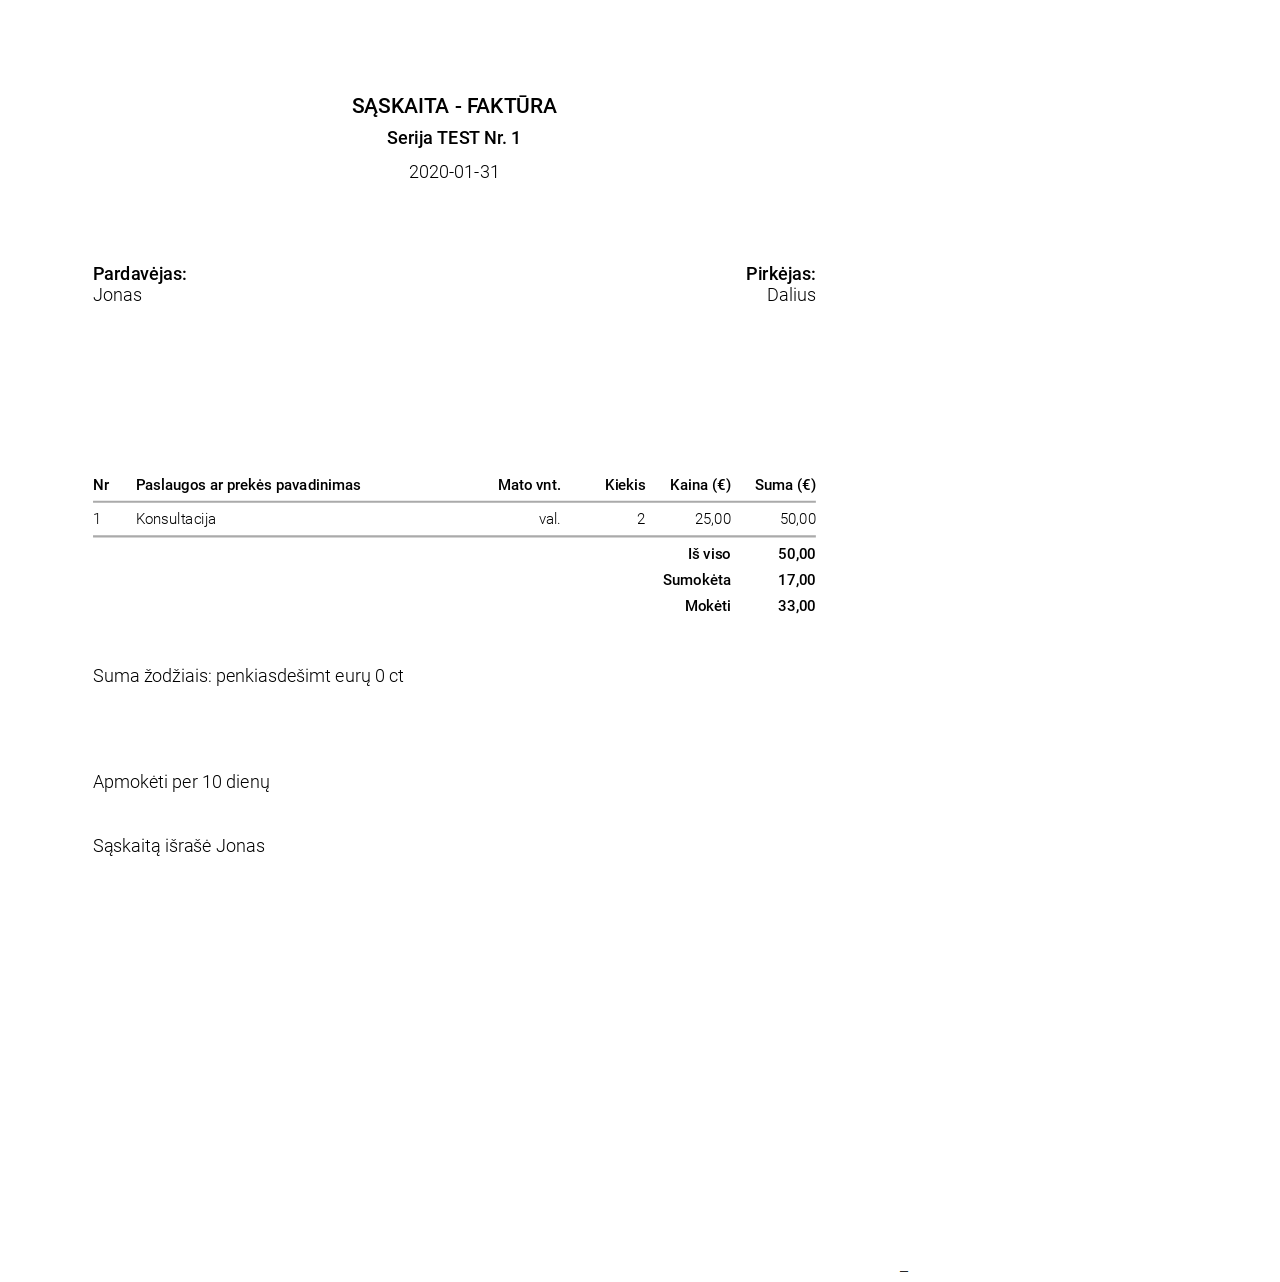 SĄSKAITA - FAKTŪRA
Serija TEST Nr. 1
2020-01-31
Pardavėjas:
Jonas
Pirkėjas:
Dalius
Nr Paslaugos ar prekės pavadinimas Mato vnt. Kiekis Kaina (€) Suma (€)
1 Konsultacija val. 2 25,00 50,00
Iš viso 50,00
Sumokėta 17,00
Mokėti 33,00
Suma žodžiais: penkiasdešimt eurų 0 ct
Apmokėti per 10 dienų
Sąskaitą išrašė Jonas